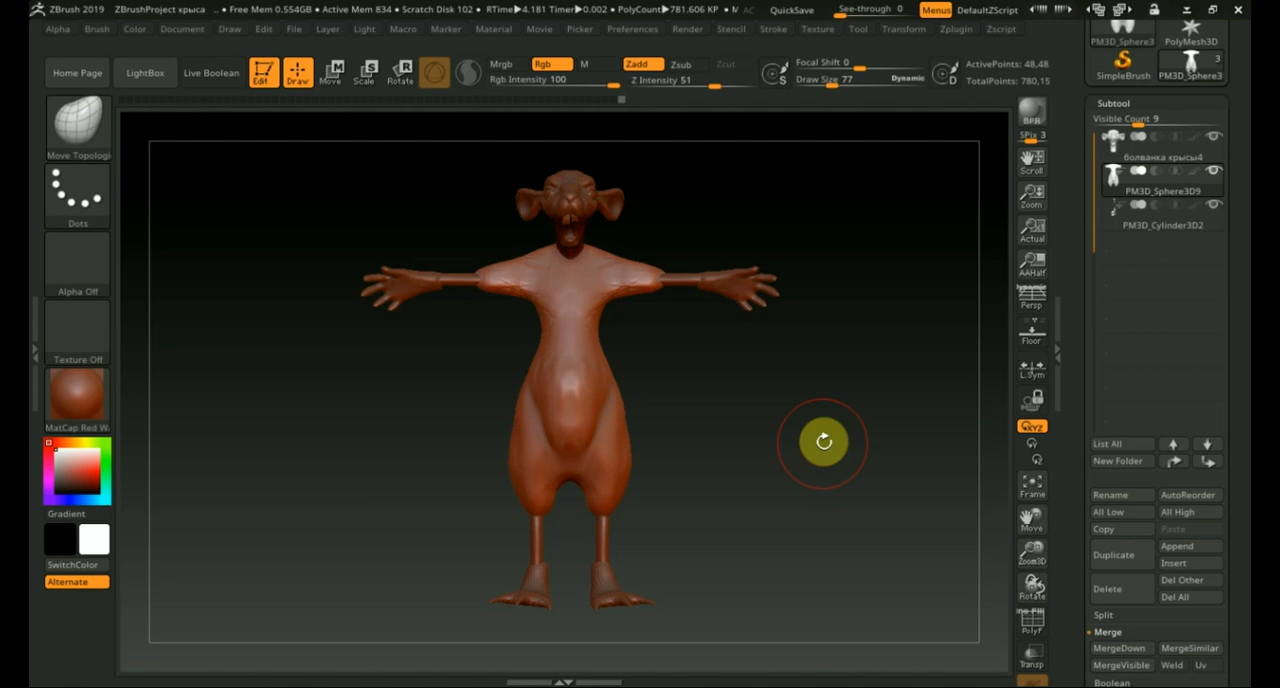 ZBrush 2019 ZBrushProject крыса .. • Free Mem 0.554GB • Active Mem 834 • Scratch Disk 102 • RTime▶4.181 Timer▶0.002 • PolyCount▶781.606 KP • M AC QuickSave See-through 0 Menus DefaultZScript
Alpha Brush Color Document Draw Edit File Layer Light Macro Marker Material Movie Picker Preferences Render Stencil Stroke Texture Tool Transform Zplugin Zscript
Home Page LightBox Live Boolean Edit Draw Move Scale Rotate
Mrgb Rgb M Zadd Zsub Zcut
Rgb Intensity 100 Z Intensity 51
Focal Shift 0
Draw Size 77 Dynamic
ActivePoints: 48,48
TotalPoints: 780,15
Move Topologi
Dots
Alpha Off
Texture Off
MatCap Red W
Gradient
SwitchColor
Alternate
BPR
SPix 3
Scroll
Zoom
Actual
AAHalf
Dynamic
Persp
Floor
L.Sym
XYZ
Frame
Move
Zoom3D
Rotate
Line Fill
PolyF
Transp
PM3D_Sphere3 PolyMesh3D
SimpleBrush PM3D_Sphere3
3
Subtool
Visible Count 9
болванка крысы4
PM3D_Sphere3D9
PM3D_Cylinder3D2
List All
New Folder
Rename AutoReorder
All Low All High
Copy Paste
Duplicate Append
Insert
Delete Del Other
Del All
Split
Merge
MergeDown MergeSimilar
MergeVisible Weld Uv
Boolean